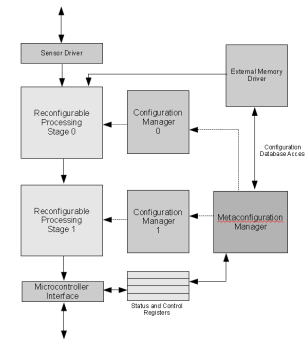 Sensor Driver
External Memory
Driver
Reconfigurable
Processing
Stage 0
Configuration
Manager
0
Configuration
Database Acces
Reconfigurable
Processing
Stage 1
Configuration
Manager
1
Metaconfiguration
Manager
Microcontroller
Interface
Status and Control
Registers